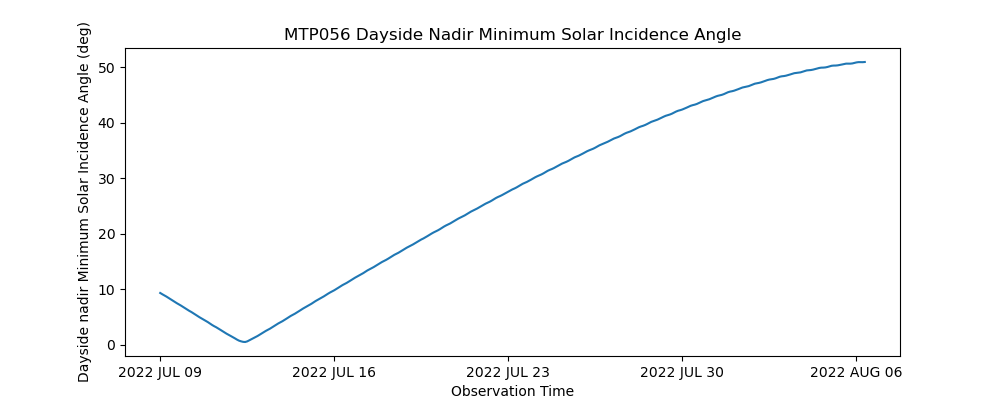 MTP056 Dayside Nadir Minimum Solar Incidence Angle
Dayside nadir Minimum Solar Incidence Angle (deg)
50
40
30
20
10
0
2022 JUL 09
2022 JUL 16
2022 JUL 23
2022 JUL 30
2022 AUG 06
Observation Time